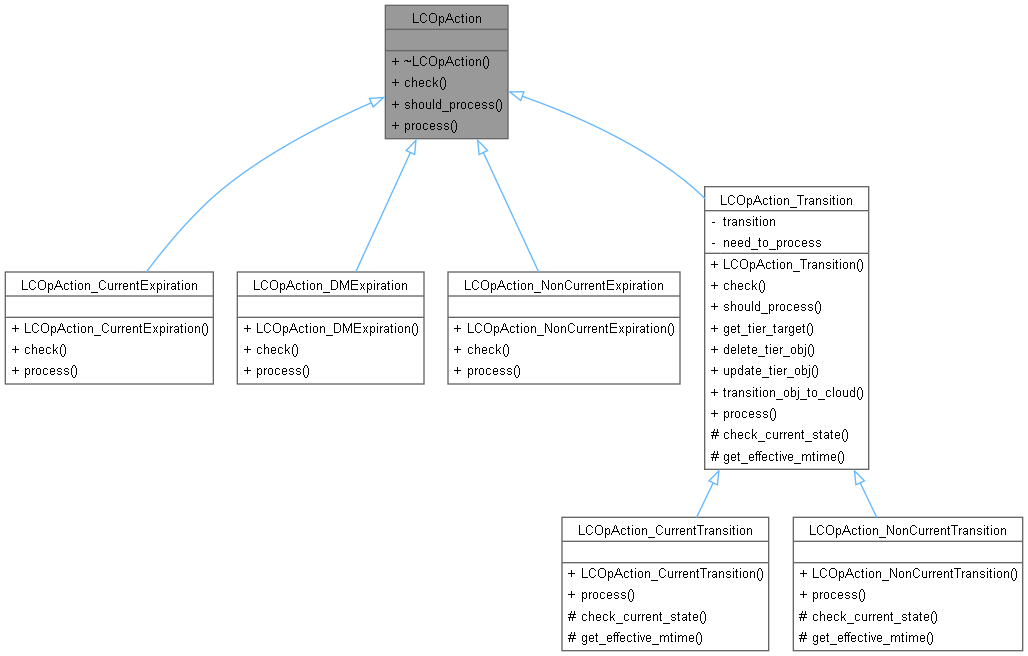 LCOpAction
+ ~LCOpAction()
+ check()
+ should_process()
+ process()
LCOpAction_CurrentExpiration
+ LCOpAction_CurrentExpiration()
+ check()
+ process()
LCOpAction_DMExpiration
+ LCOpAction_DMExpiration()
+ check()
+ process()
LCOpAction_NonCurrentExpiration
+ LCOpAction_NonCurrentExpiration()
+ check()
+ process()
LCOpAction_Transition
- transition
- need_to_process
+ LCOpAction_Transition()
+ check()
+ should_process()
+ get_tier_target()
+ delete_tier_obj()
+ update_tier_obj()
+ transition_obj_to_cloud()
+ process()
# check_current_state()
# get_effective_mtime()
LCOpAction_CurrentTransition
+ LCOpAction_CurrentTransition()
+ process()
# check_current_state()
# get_effective_mtime()
LCOpAction_NonCurrentTransition
+ LCOpAction_NonCurrentTransition()
+ process()
# check_current_state()
# get_effective_mtime()